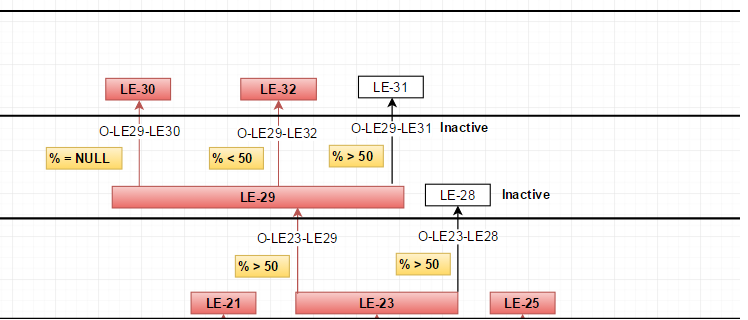 LE-30
LE-32
LE-31
O-LE29-LE30
O-LE29-LE32
O-LE29-LE31
Inactive
% = NULL
% < 50
% > 50
LE-29
LE-28
Inactive
O-LE23-LE29
O-LE23-LE28
% > 50
% > 50
LE-21
LE-23
LE-25